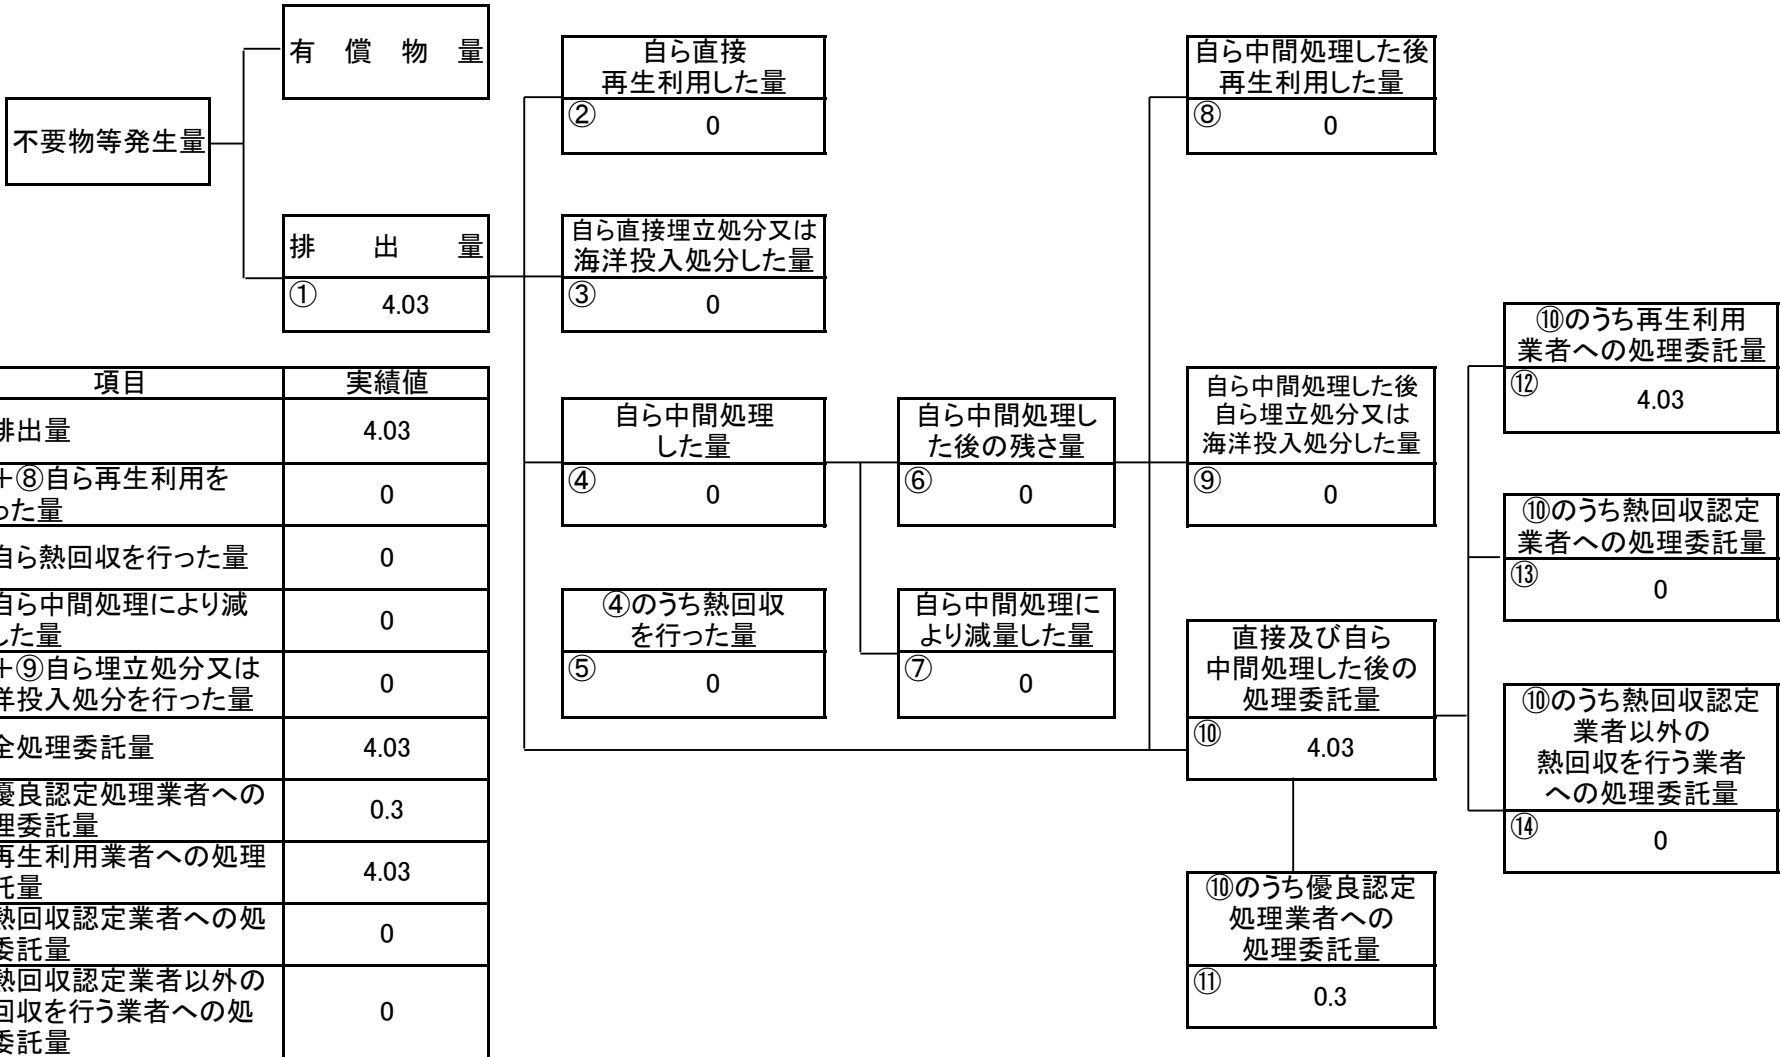 有 償 物 量
不要物等発生量
排 出 量
① 4.03
自ら直接
再生利用した量
② 0
自ら直接埋立処分又は
海洋投入処分した量
③ 0
自ら中間処理
した量
④ 0
④のうち熱回収
を行った量
⑤ 0
自ら中間処理し
た後の残さ量
⑥ 0
自ら中間処理に
より減量した量
⑦ 0
自ら中間処理した後
再生利用した量
⑧ 0
自ら中間処理した後
自ら埋立処分又は
海洋投入処分した量
⑨ 0
直接及び自ら
中間処理した後の
処理委託量
⑩ 4.03
⑩のうち優良認定
処理業者への
処理委託量
⑪ 0.3
⑩のうち再生利用
業者への処理委託量
⑫ 4.03
⑩のうち熱回収認定
業者への処理委託量
⑬ 0
⑩のうち熱回収認定
業者以外の
熱回収を行う業者
への処理委託量
⑭ 0
項目 実績値
排出量 4.03
+⑧自ら再生利用を
った量 0
自ら熱回収を行った量 0
自ら中間処理により減
した量 0
+⑨自ら埋立処分又は
洋投入処分を行った量 0
全処理委託量 4.03
優良認定処理業者への
理委託量 0.3
再生利用業者への処理
託量 4.03
熱回収認定業者への処
委託量 0
熱回収認定業者以外の
回収を行う業者への処
委託量 0